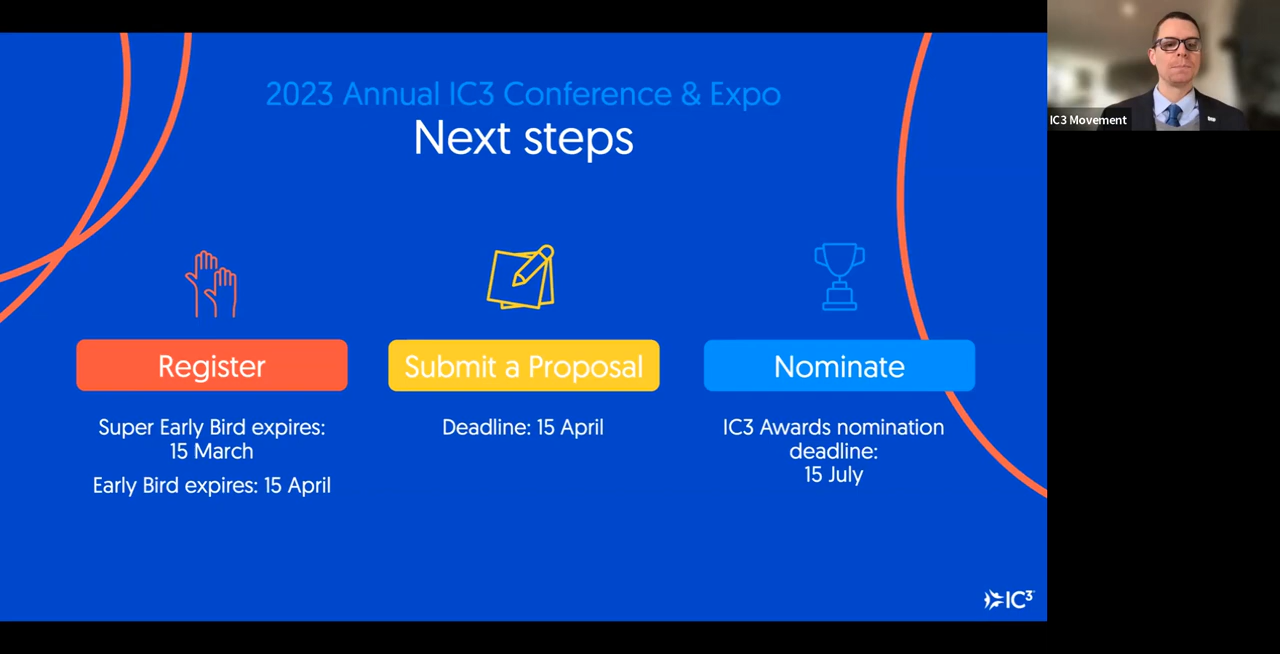 2023 Annual IC3 Conference & Expo
Next steps
Register
Submit a Proposal
Nominate
Super Early Bird expires:
15 March
Early Bird expires: 15 April
Deadline: 15 April
IC3 Awards nomination
deadline:
15 July
IC³
IC3 Movement